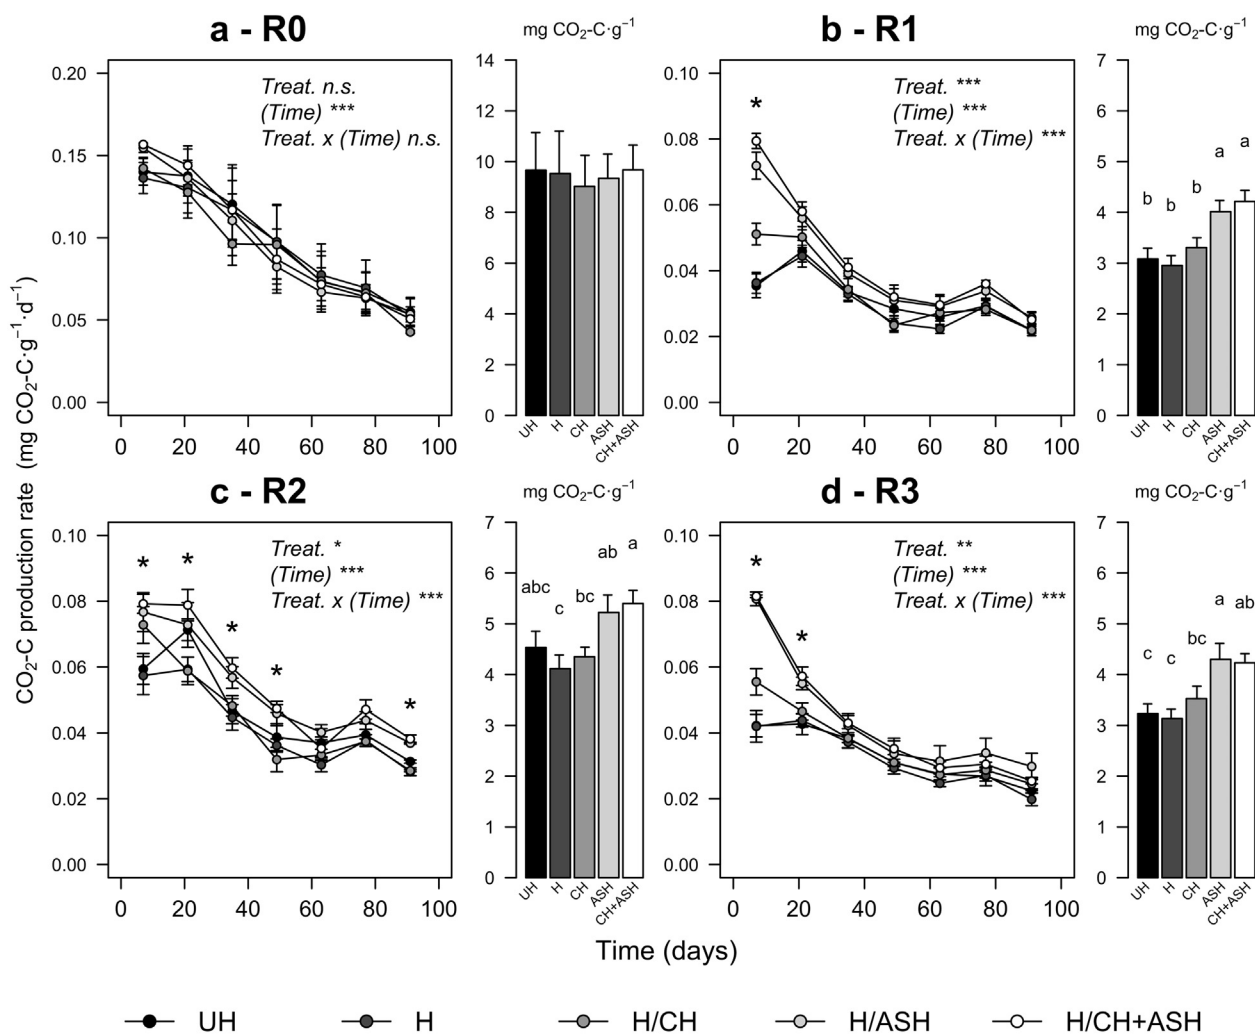 a - R0
mg CO₂-C·g⁻¹
b - R1
mg CO₂-C·g⁻¹
0.20
0.15
0.10
0.05
0.00
Treat. n.s.
(Time) ***
Treat. x (Time) n.s.
0 20 40 60 80 100
14
12
10
8
6
4
2
0
UH H CH ASH CH+ASH
0.10
0.08
0.06
0.04
0.02
0.00
*
Treat. ***
(Time) ***
Treat. x (Time) ***
0 20 40 60 80 100
7
6
5
4
3
2
1
0
b b b a a
UH H CH ASH CH+ASH
CO₂-C production rate (mg CO₂-C·g⁻¹·d⁻¹)
c - R2
mg CO₂-C·g⁻¹
d - R3
mg CO₂-C·g⁻¹
0.10
0.08
0.06
0.04
0.02
0.00
* * * * *
Treat. *
(Time) ***
Treat. x (Time) ***
0 20 40 60 80 100
7
6
5
4
3
2
1
0
abc c bc ab a
UH H CH ASH CH+ASH
0.10
0.08
0.06
0.04
0.02
0.00
* *
Treat. **
(Time) ***
Treat. x (Time) ***
0 20 40 60 80 100
7
6
5
4
3
2
1
0
c c bc a ab
UH H CH ASH CH+ASH
Time (days)
UH H H/CH H/ASH H/CH+ASH